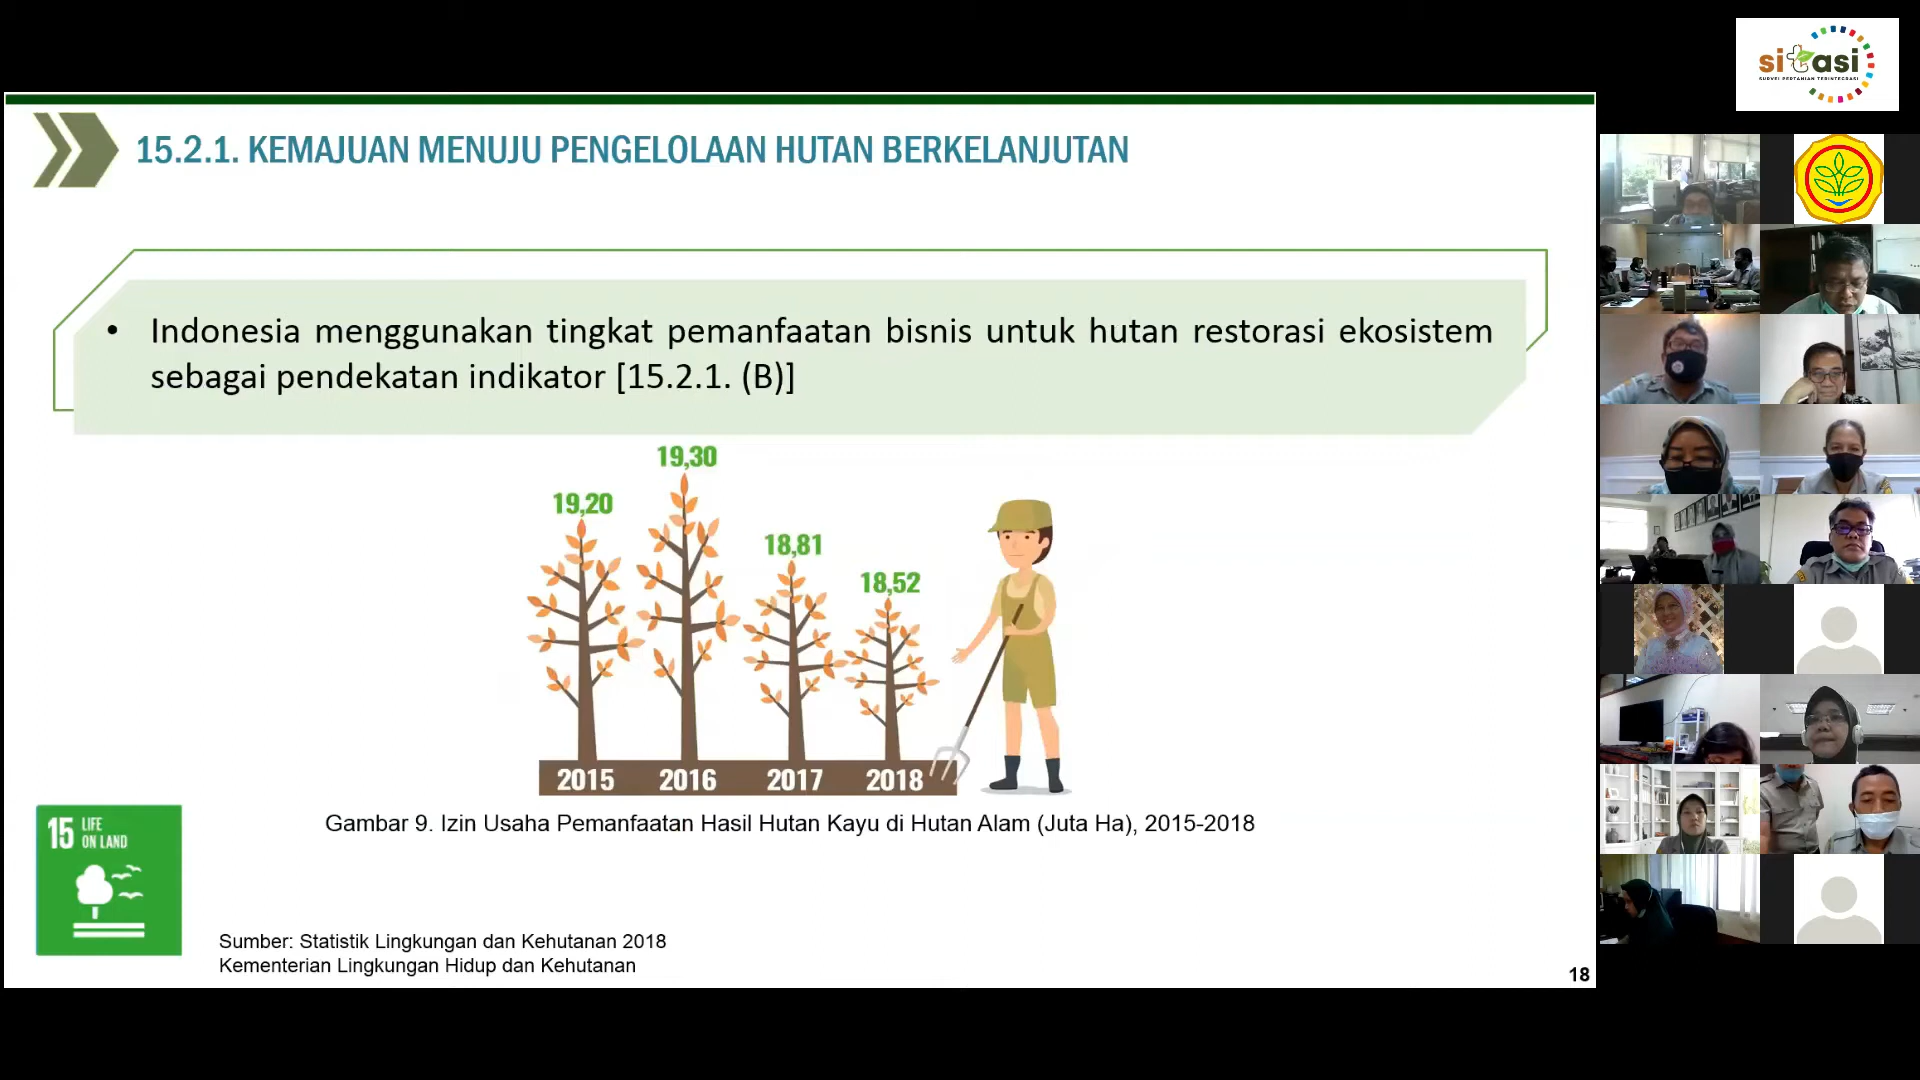 sitasi
SURVEI PERTANIAN TERINTEGRASI
15.2.1. KEMAJUAN MENUJU PENGELOLAAN HUTAN BERKELANJUTAN
• Indonesia menggunakan tingkat pemanfaatan bisnis untuk hutan restorasi ekosistem
sebagai pendekatan indikator [15.2.1. (B)]
19,20
19,30
18,81
18,52
2015 2016 2017 2018
Gambar 9. Izin Usaha Pemanfaatan Hasil Hutan Kayu di Hutan Alam (Juta Ha), 2015-2018
15 LIFE
ON LAND
Sumber: Statistik Lingkungan dan Kehutanan 2018
Kementerian Lingkungan Hidup dan Kehutanan
18